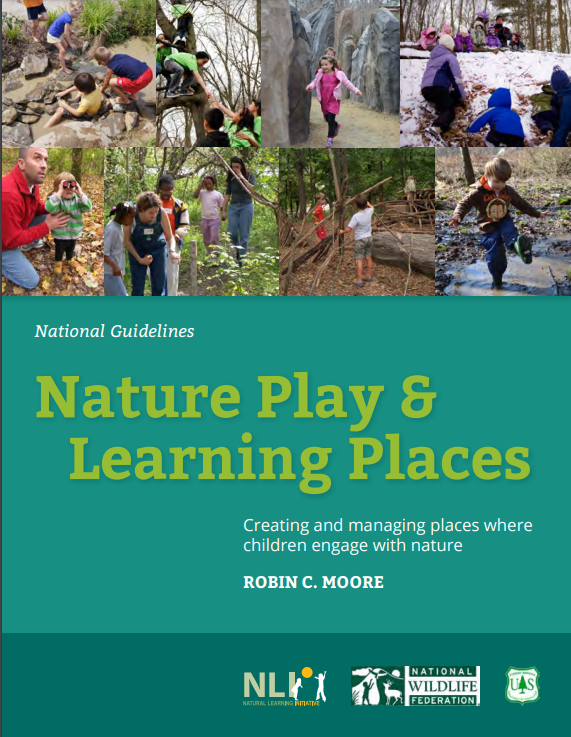 National Guidelines
Nature Play &
Learning Places
Creating and managing places where
children engage with nature
ROBIN C. MOORE
NLI
NATURAL LEARNING INITIATIVE
NATIONAL
WILDLIFE
FEDERATION
US